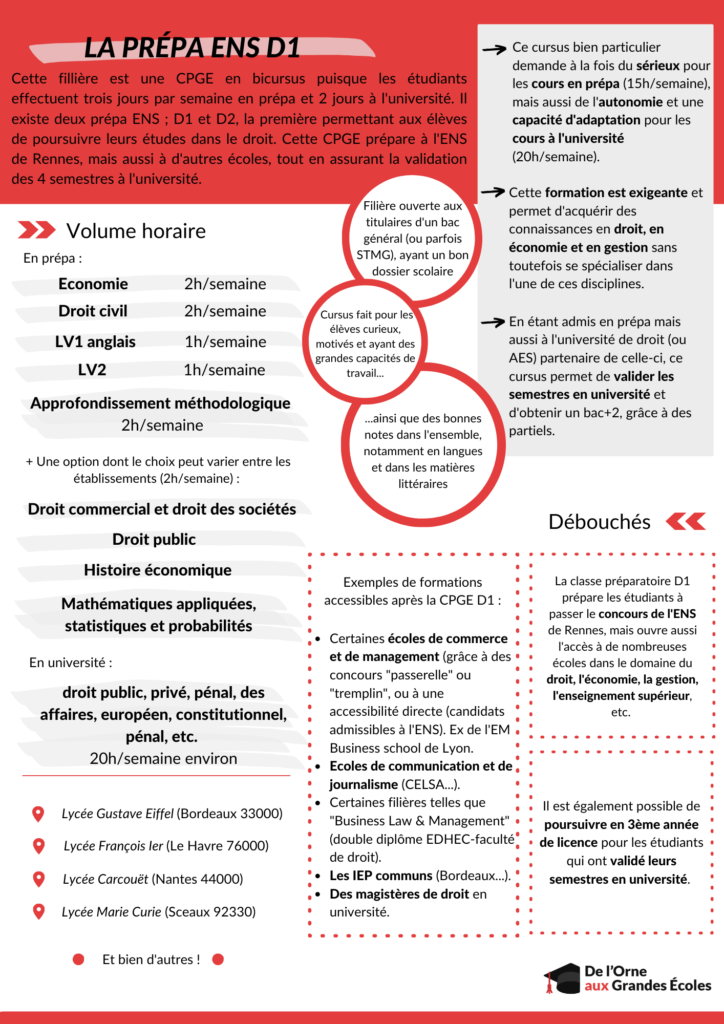 LA PRÉPA ENS D1
Cette fillière est une CPGE en bicursus puisque les étudiants
effectuent trois jours par semaine en prépa et 2 jours à l'université. Il
existe deux prépa ENS ; D1 et D2, la première permettant aux élèves
de poursuivre leurs études dans le droit. Cette CPGE prépare à l'ENS
de Rennes, mais aussi à d'autres écoles, tout en assurant la validation
des 4 semestres à l'université.
Ce cursus bien particulier
demande à la fois du sérieux pour
les cours en prépa (15h/semaine),
mais aussi de l'autonomie et une
capacité d'adaptation pour les
cours à l'université
(20h/semaine).
Cette formation est exigeante et
permet d'acquérir des
connaissances en droit, en
économie et en gestion sans
toutefois se spécialiser dans
l'une de ces disciplines.
En étant admis en prépa mais
aussi à l'université de droit (ou
AES) partenaire de celle-ci, ce
cursus permet de valider les
semestres en université et
d'obtenir un bac+2, grâce à des
partiels.
Filière ouverte aux
titulaires d'un bac
général (ou parfois
STMG), ayant un bon
dossier scolaire
Cursus fait pour les
élèves curieux,
motivés et ayant des
grandes capacités de
travail...
...ainsi que des bonnes
notes dans l'ensemble,
notamment en langues
et dans les matières
littéraires
Volume horaire
En prépa :
Economie 2h/semaine
Droit civil 2h/semaine
LV1 anglais 1h/semaine
LV2 1h/semaine
Approfondissement méthodologique
2h/semaine
+ Une option dont le choix peut varier entre les
établissements (2h/semaine) :
Droit commercial et droit des sociétés
Droit public
Histoire économique
Mathématiques appliquées,
statistiques et probabilités
En université :
droit public, privé, pénal, des
affaires, européen, constitutionnel,
pénal, etc.
20h/semaine environ
Lycée Gustave Eiffel (Bordeaux 33000)
Lycée François Ier (Le Havre 76000)
Lycée Carcouët (Nantes 44000)
Lycée Marie Curie (Sceaux 92330)
Et bien d'autres !
Débouchés
Exemples de formations
accessibles après la CPGE D1 :
• Certaines écoles de commerce
et de management (grâce à des
concours "passerelle" ou
"tremplin", ou à une
accessibilité directe (candidats
admissibles à l'ENS). Ex de l'EM
Business school de Lyon.
• Ecoles de communication et de
journalisme (CELSA...).
• Certaines filières telles que
"Business Law & Management"
(double diplôme EDHEC-faculté
de droit).
• Les IEP communs (Bordeaux...).
• Des magistères de droit en
université.
La classe préparatoire D1
prépare les étudiants à
passer le concours de l'ENS
de Rennes, mais ouvre aussi
l'accès à de nombreuses
écoles dans le domaine du
droit, l'économie, la gestion,
l'enseignement supérieur,
etc.
Il est également possible de
poursuivre en 3ème année
de licence pour les étudiants
qui ont validé leurs
semestres en université.
De l'Orne
aux Grandes Écoles